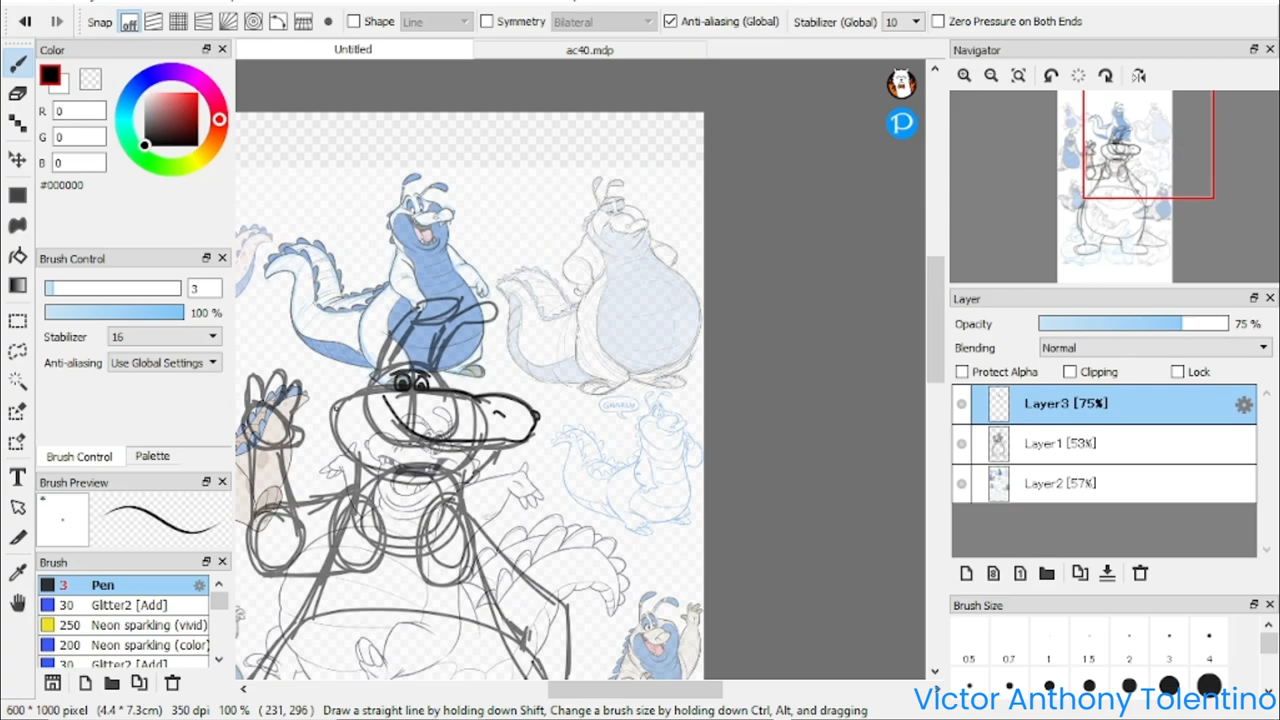 Snap off Shape Line Symmetry Bilateral Anti-aliasing (Global) Stabilizer (Global) 10 Zero Pressure on Both Ends
Color
Untitled
ac40.mdp
Navigator
R 0
G 0
B 0
#000000
Brush Control
3
100 %
Stabilizer 16
Anti-aliasing Use Global Settings
Brush Control Palette
Brush Preview
Brush
3 Pen
30 Glitter2 [Add]
250 Neon sparkling (vivid)
200 Neon sparkling (color)
30 Glitter2 [Add]
Layer
Opacity 75 %
Blending Normal
Protect Alpha Clipping Lock
Layer3 [75%]
Layer1 [53%]
Layer2 [57%]
Brush Size
0.5 0.7 1 1.5 2 3 4
Victor Anthony Tolentino
600 * 1000 pixel (4.4 * 7.3cm) 350 dpi 100 % ( 231, 296 ) Draw a straight line by holding down Shift, Change a brush size by holding down Ctrl, Alt, and dragging